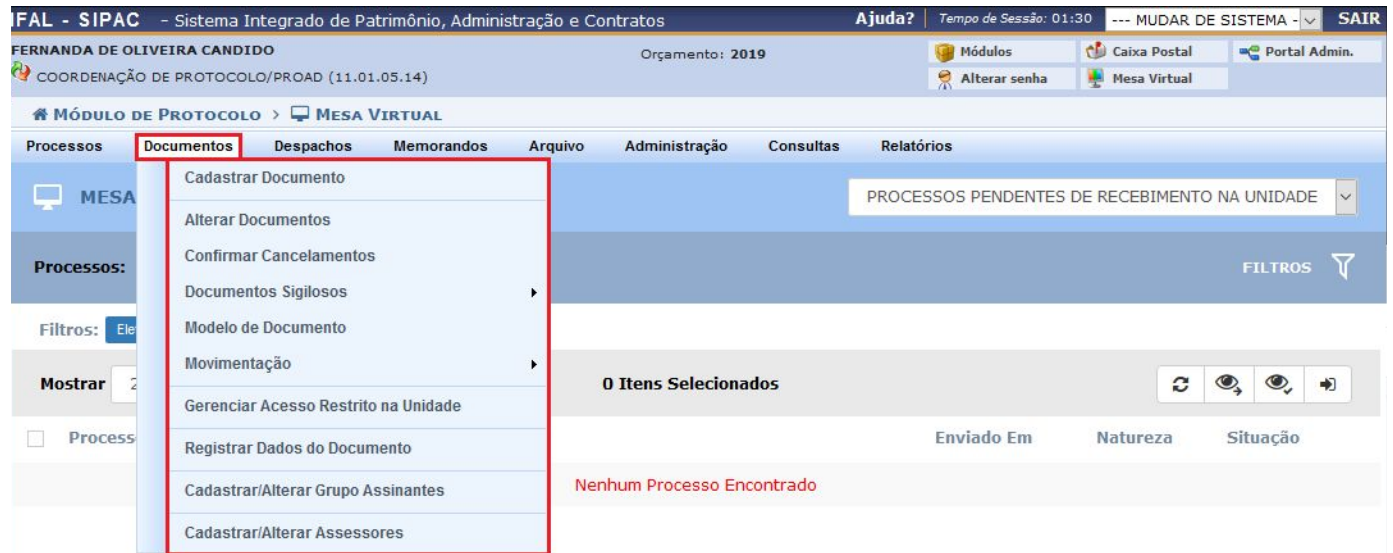 IFAL - SIPAC - Sistema Integrado de Patrimônio, Administração e Contratos Ajuda? Tempo de Sessão: 01:30 --- MUDAR DE SISTEMA - SAIR
FERNANDA DE OLIVEIRA CANDIDO Orçamento: 2019 Módulos Caixa Postal Portal Admin.
COORDENAÇÃO DE PROTOCOLO/PROAD (11.01.05.14) Alterar senha Mesa Virtual
MÓDULO DE PROTOCOLO > MESA VIRTUAL
Processos Documentos Despachos Memorandos Arquivo Administração Consultas Relatórios
MESA PROCESSOS PENDENTES DE RECEBIMENTO NA UNIDADE
Processos: FILTROS
Filtros: Ele
Mostrar 2 0 Itens Selecionados
Process Enviado Em Natureza Situação
Nenhum Processo Encontrado
Cadastrar Documento
Alterar Documentos
Confirmar Cancelamentos
Documentos Sigilosos
Modelo de Documento
Movimentação
Gerenciar Acesso Restrito na Unidade
Registrar Dados do Documento
Cadastrar/Alterar Grupo Assinantes
Cadastrar/Alterar Assessores